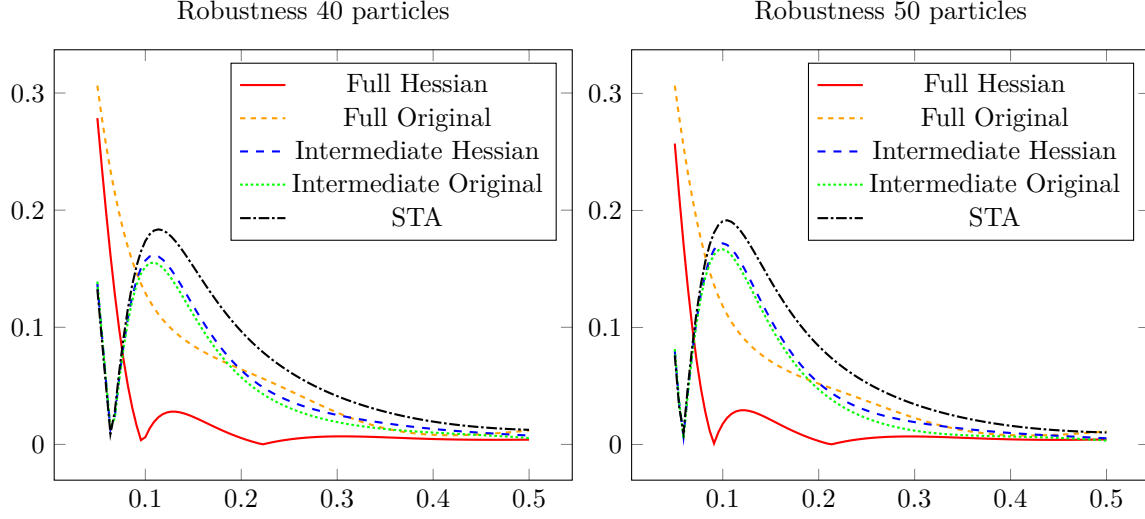 Robustness 40 particles
0.3
0.2
0.1
0
0.1 0.2 0.3 0.4 0.5
Full Hessian
Full Original
Intermediate Hessian
Intermediate Original
STA
Robustness 50 particles
0.3
0.2
0.1
0
0.1 0.2 0.3 0.4 0.5
Full Hessian
Full Original
Intermediate Hessian
Intermediate Original
STA